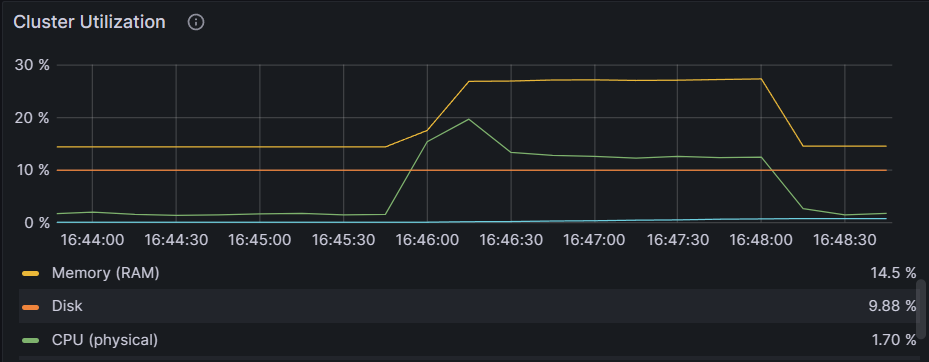 Cluster Utilization
30 %
20 %
10 %
0 %
16:44:00 16:44:30 16:45:00 16:45:30 16:46:00 16:46:30 16:47:00 16:47:30 16:48:00 16:48:30
Memory (RAM) 14.5 %
Disk 9.88 %
CPU (physical) 1.70 %